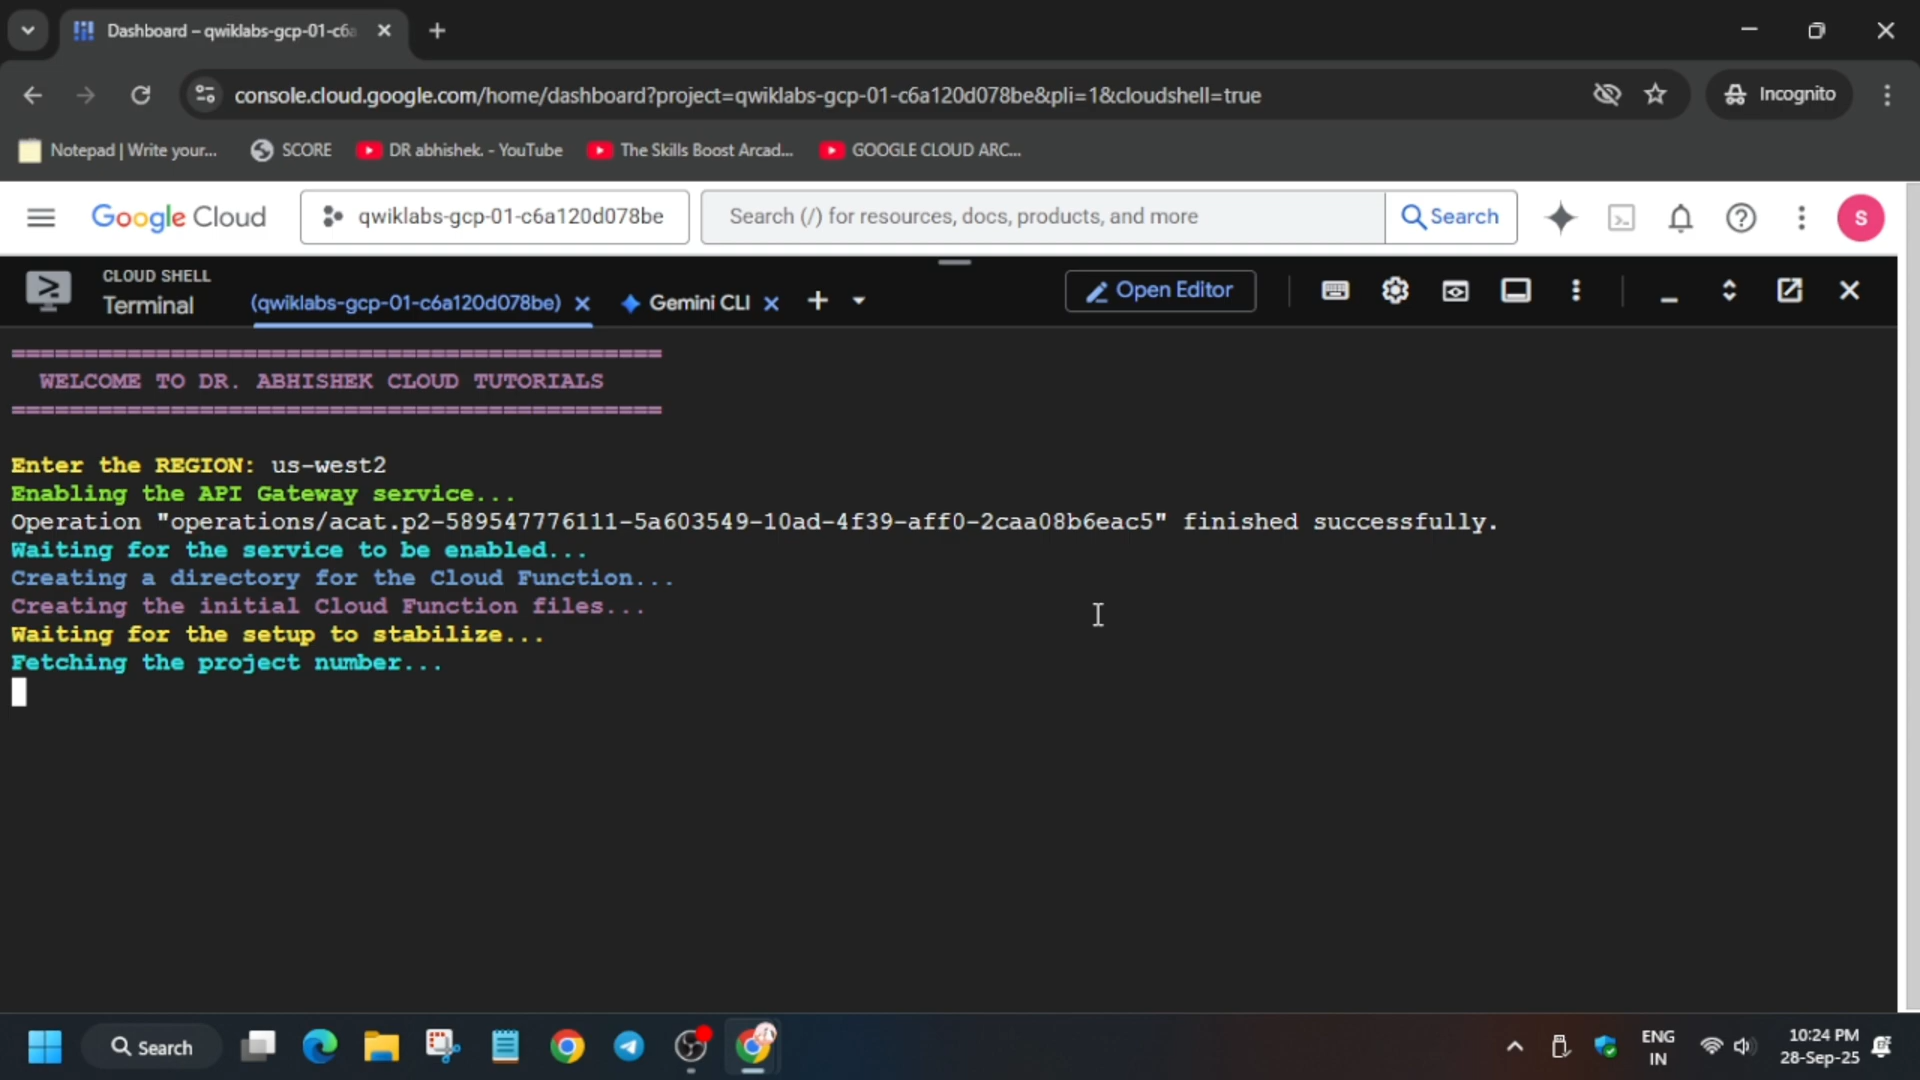 Dashboard – qwiklabs-gcp-01-c6a
console.cloud.google.com/home/dashboard?project=qwiklabs-gcp-01-c6a120d078be&pli=1&cloudshell=true
Incognito
Notepad | Write your...
SCORE
DR abhishek. - YouTube
The Skills Boost Arcad...
GOOGLE CLOUD ARC...
Google Cloud
qwiklabs-gcp-01-c6a120d078be
Search (/) for resources, docs, products, and more
Search
S
CLOUD SHELL
Terminal
(qwiklabs-gcp-01-c6a120d078be)
Gemini CLI
Open Editor
=============================================
WELCOME TO DR. ABHISHEK CLOUD TUTORIALS
=============================================
Enter the REGION: us-west2
Enabling the API Gateway service...
Operation "operations/acat.p2-589547776111-5a603549-10ad-4f39-aff0-2caa08b6eac5" finished successfully.
Waiting for the service to be enabled...
Creating a directory for the Cloud Function...
Creating the initial Cloud Function files...
Waiting for the setup to stabilize...
Fetching the project number...
Search
ENG
IN
10:24 PM
28-Sep-25